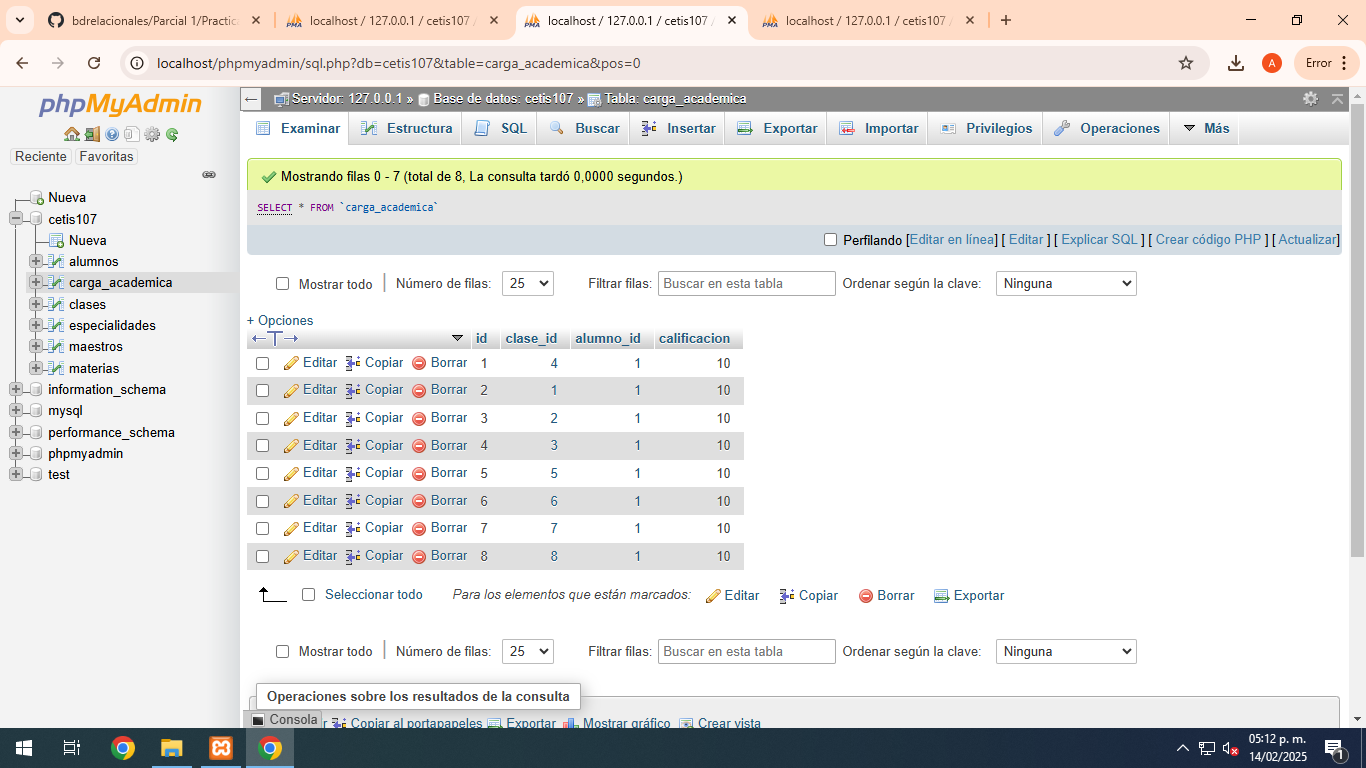 bdrelacionales/Parcial 1/Practica
localhost / 127.0.0.1 / cetis107
localhost / 127.0.0.1 / cetis107
localhost / 127.0.0.1 / cetis107
localhost/phpmyadmin/sql.php?db=cetis107&table=carga_academica&pos=0
A
Error
phpMyAdmin
Reciente
Favoritas
Nueva
cetis107
Nueva
alumnos
carga_academica
clases
especialidades
maestros
materias
information_schema
mysql
performance_schema
phpmyadmin
test
Servidor: 127.0.0.1 » Base de datos: cetis107 » Tabla: carga_academica
Examinar Estructura SQL Buscar Insertar Exportar Importar Privilegios Operaciones Más
Mostrando filas 0 - 7 (total de 8, La consulta tardó 0,0000 segundos.)
SELECT * FROM `carga_academica`
Perfilando [Editar en línea] [ Editar ] [ Explicar SQL ] [ Crear código PHP ] [ Actualizar]
Mostrar todo Número de filas: 25 Filtrar filas: Buscar en esta tabla Ordenar según la clave: Ninguna
+ Opciones
←T→ id clase_id alumno_id calificacion
Editar Copiar Borrar 1 4 1 10
Editar Copiar Borrar 2 1 1 10
Editar Copiar Borrar 3 2 1 10
Editar Copiar Borrar 4 3 1 10
Editar Copiar Borrar 5 5 1 10
Editar Copiar Borrar 6 6 1 10
Editar Copiar Borrar 7 7 1 10
Editar Copiar Borrar 8 8 1 10
Seleccionar todo Para los elementos que están marcados: Editar Copiar Borrar Exportar
Mostrar todo Número de filas: 25 Filtrar filas: Buscar en esta tabla Ordenar según la clave: Ninguna
Operaciones sobre los resultados de la consulta
Consola
r Copiar al portapapeles Exportar Mostrar gráfico Crear vista
05:12 p. m.
14/02/2025
1